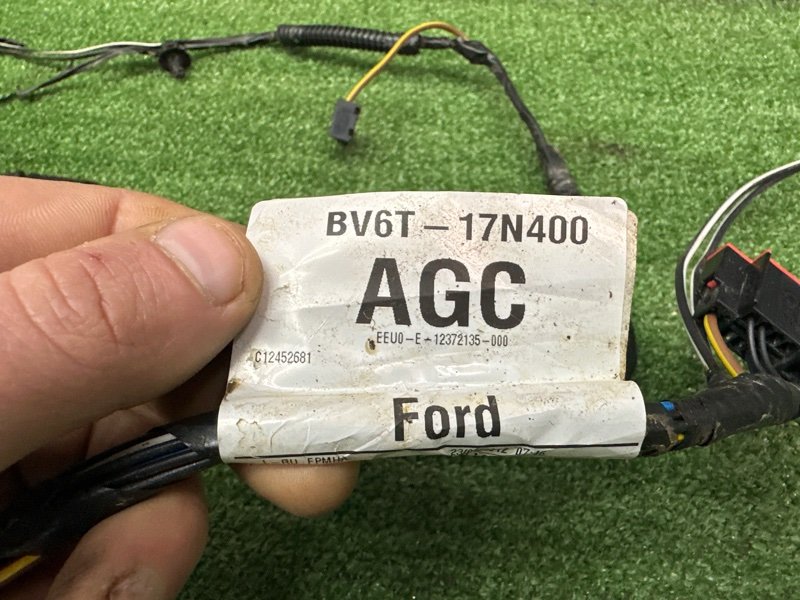 BV6T-17N400
AGC
EEU0-E-12372135-000
C12452681
Ford